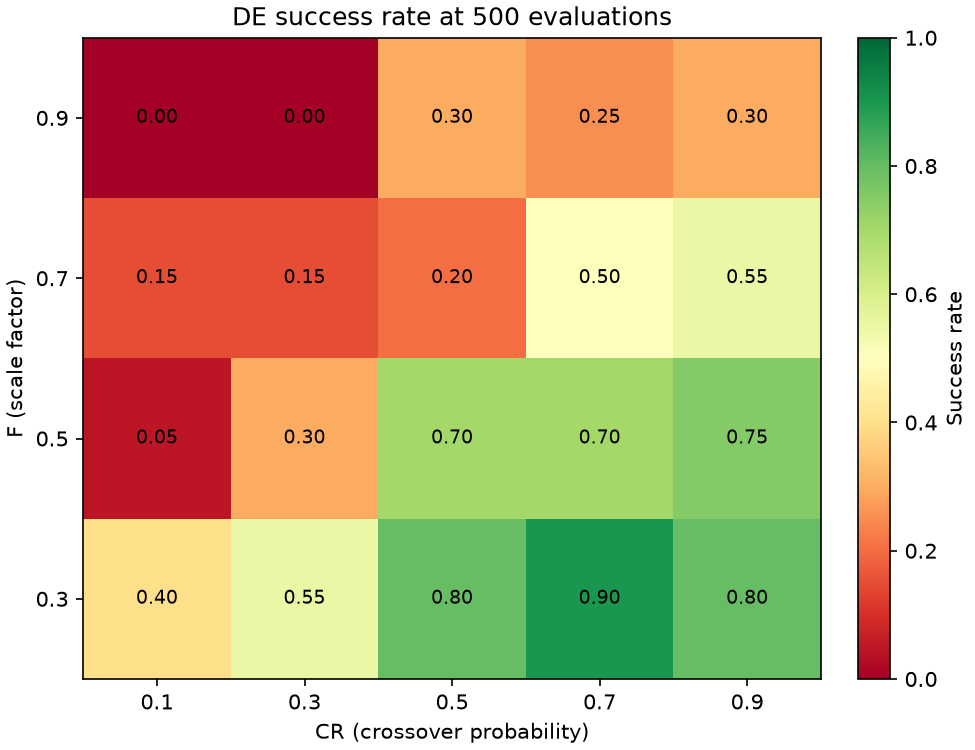 DE success rate at 500 evaluations
0.9
0.00 0.00 0.30 0.25 0.30
0.7
0.15 0.15 0.20 0.50 0.55
0.5
0.05 0.30 0.70 0.70 0.75
0.3
0.40 0.55 0.80 0.90 0.80
F (scale factor)
0.1 0.3 0.5 0.7 0.9
CR (crossover probability)
1.0
0.8
0.6
0.4
0.2
0.0
Success rate